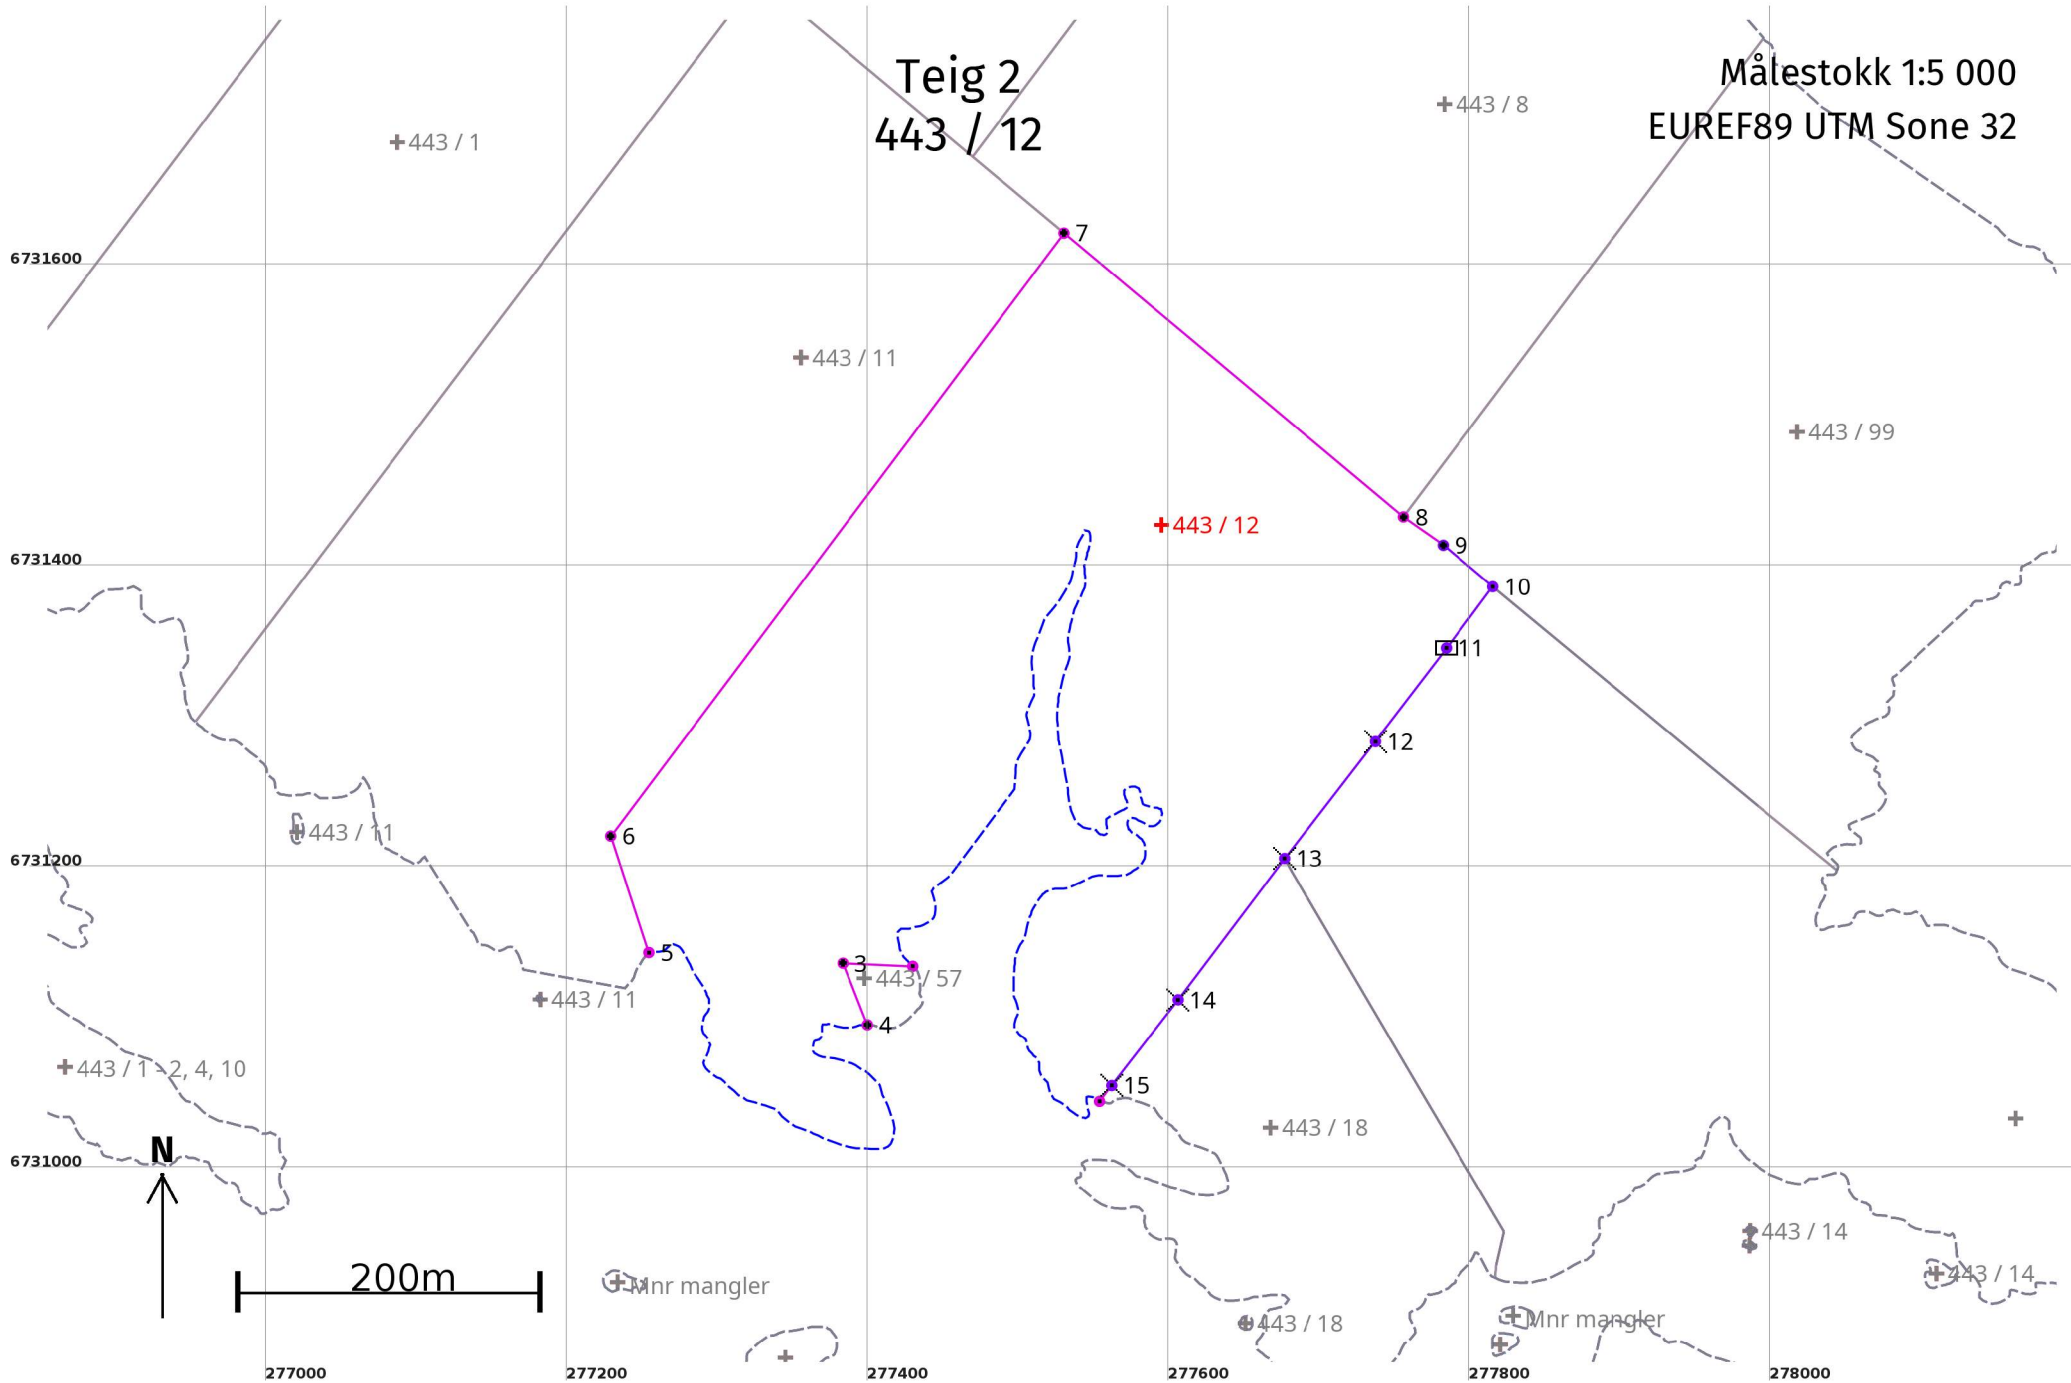 Teig 2
443 / 12
Målestokk 1:5 000
EUREF89 UTM Sone 32
443 / 8
443 / 1
7
6731600
443 / 11
443 / 99
8
443 / 12
9
6731400
10
11
12
443 / 11
6
13
6731200
5
3
443 / 57
443 / 11
14
4
443 / 1 - 2, 4, 10
15
443 / 18
N
6731000
443 / 14
443 / 14
200m
Mnr mangler
Mnr mangler
443 / 18
277000
277200
277400
277600
277800
278000